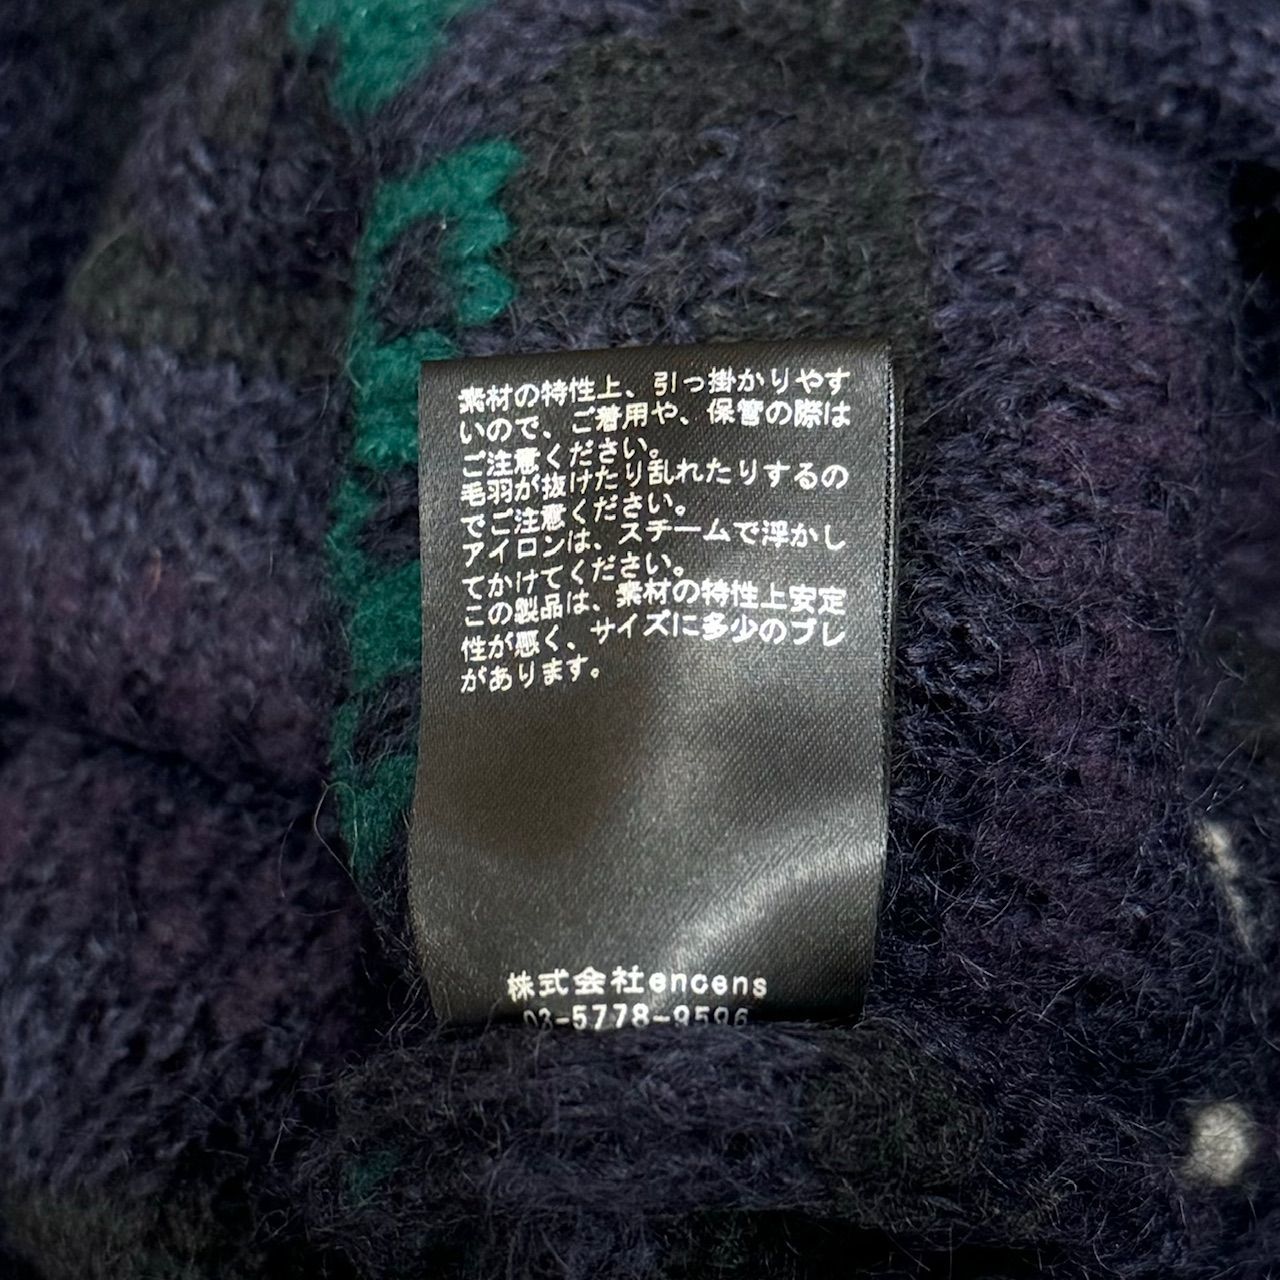 素材の特性上、引っ掛かりやす
いので、ご着用や、保管の際は
ご注意ください。
毛羽が抜けたり乱れたりするの
でご注意ください。
アイロンは、スチームで浮かし
てかけてください。
この製品は、素材の特性上安定
性が悪く、サイズに多少のブレ
があります。
株式会社encens
03-5778-9596